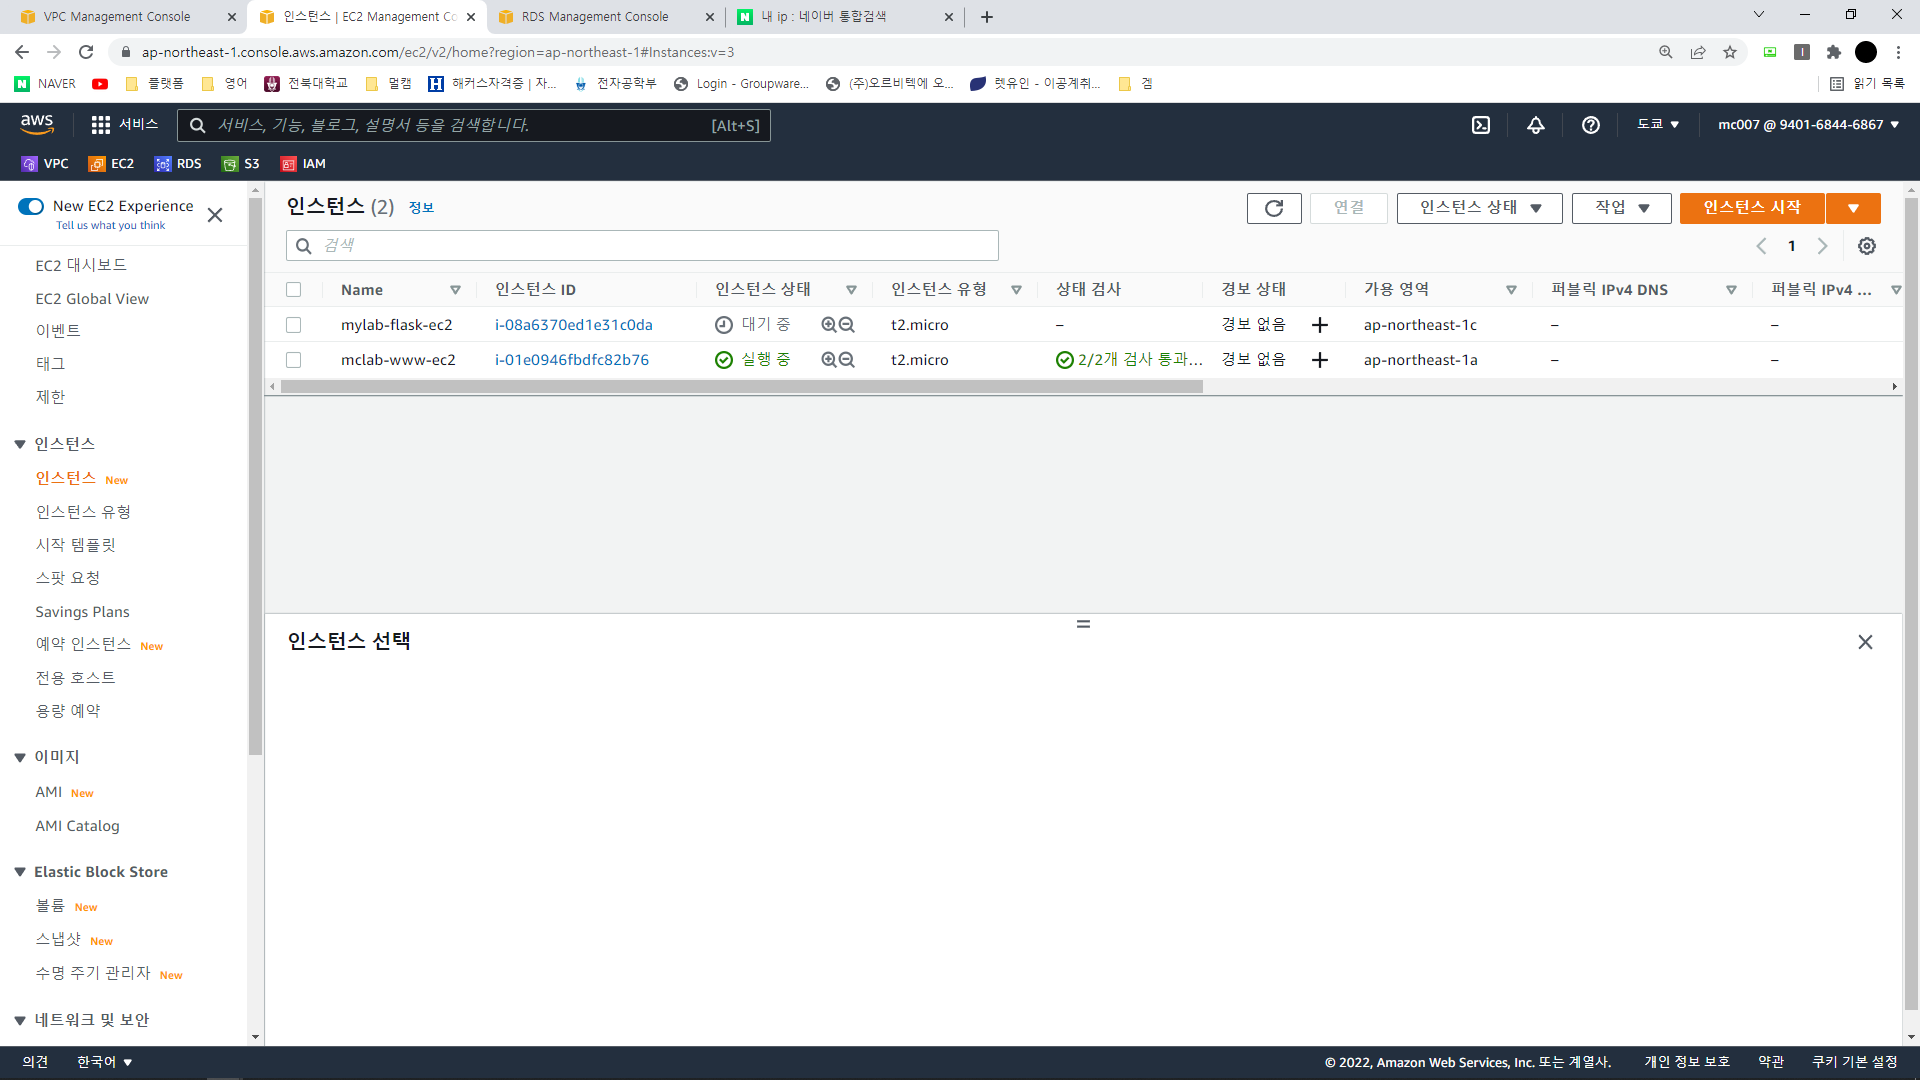 VPC Management Console
인스턴스 | EC2 Management Co
RDS Management Console
내 ip : 네이버 통합검색
ap-northeast-1.console.aws.amazon.com/ec2/v2/home?region=ap-northeast-1#Instances:v=3
NAVER
플랫폼
영어
전북대학교
멀캠
해커스자격증 | 자...
전자공학부
Login - Groupware...
(주)오르비텍에 오...
렛유인 - 이공계취...
겜
읽기 목록
aws
서비스
서비스, 기능, 블로그, 설명서 등을 검색합니다.
[Alt+S]
도쿄
mc007 @ 9401-6844-6867
VPC
EC2
RDS
S3
IAM
New EC2 Experience
Tell us what you think
EC2 대시보드
EC2 Global View
이벤트
태그
제한
인스턴스
인스턴스 New
인스턴스 유형
시작 템플릿
스팟 요청
Savings Plans
예약 인스턴스 New
전용 호스트
용량 예약
이미지
AMI New
AMI Catalog
Elastic Block Store
볼륨 New
스냅샷 New
수명 주기 관리자 New
네트워크 및 보안
인스턴스 (2) 정보
연결
인스턴스 상태
작업
인스턴스 시작
검색
1
Name 인스턴스 ID 인스턴스 상태 인스턴스 유형 상태 검사 경보 상태 가용 영역 퍼블릭 IPv4 DNS 퍼블릭 IPv4 ...
mylab-flask-ec2 i-08a6370ed1e31c0da 대기 중 t2.micro – 경보 없음 + ap-northeast-1c – –
mclab-www-ec2 i-01e0946fbdfc82b76 실행 중 t2.micro 2/2개 검사 통과... 경보 없음 + ap-northeast-1a – –
인스턴스 선택
의견
한국어
© 2022, Amazon Web Services, Inc. 또는 계열사.
개인 정보 보호
약관
쿠키 기본 설정